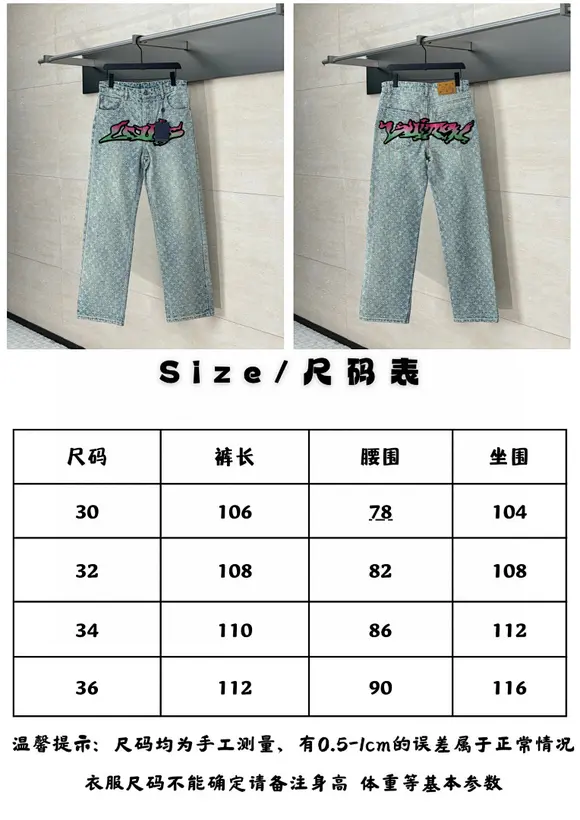 Size/尺码表
尺码 裤长 腰围 坐围
30 106 78 104
32 108 82 108
34 110 86 112
36 112 90 116
温馨提示：尺码均为手工测量、有0.5-1cm的误差属于正常情况
衣服尺码不能确定请备注身高 体重等基本参数